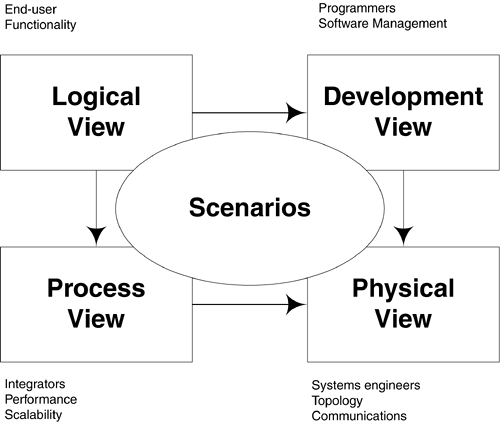 End-user
Functionality
Programmers
Software Management
Logical
View
Development
View
Scenarios
Process
View
Physical
View
Integrators
Performance
Scalability
Systems engineers
Topology
Communications